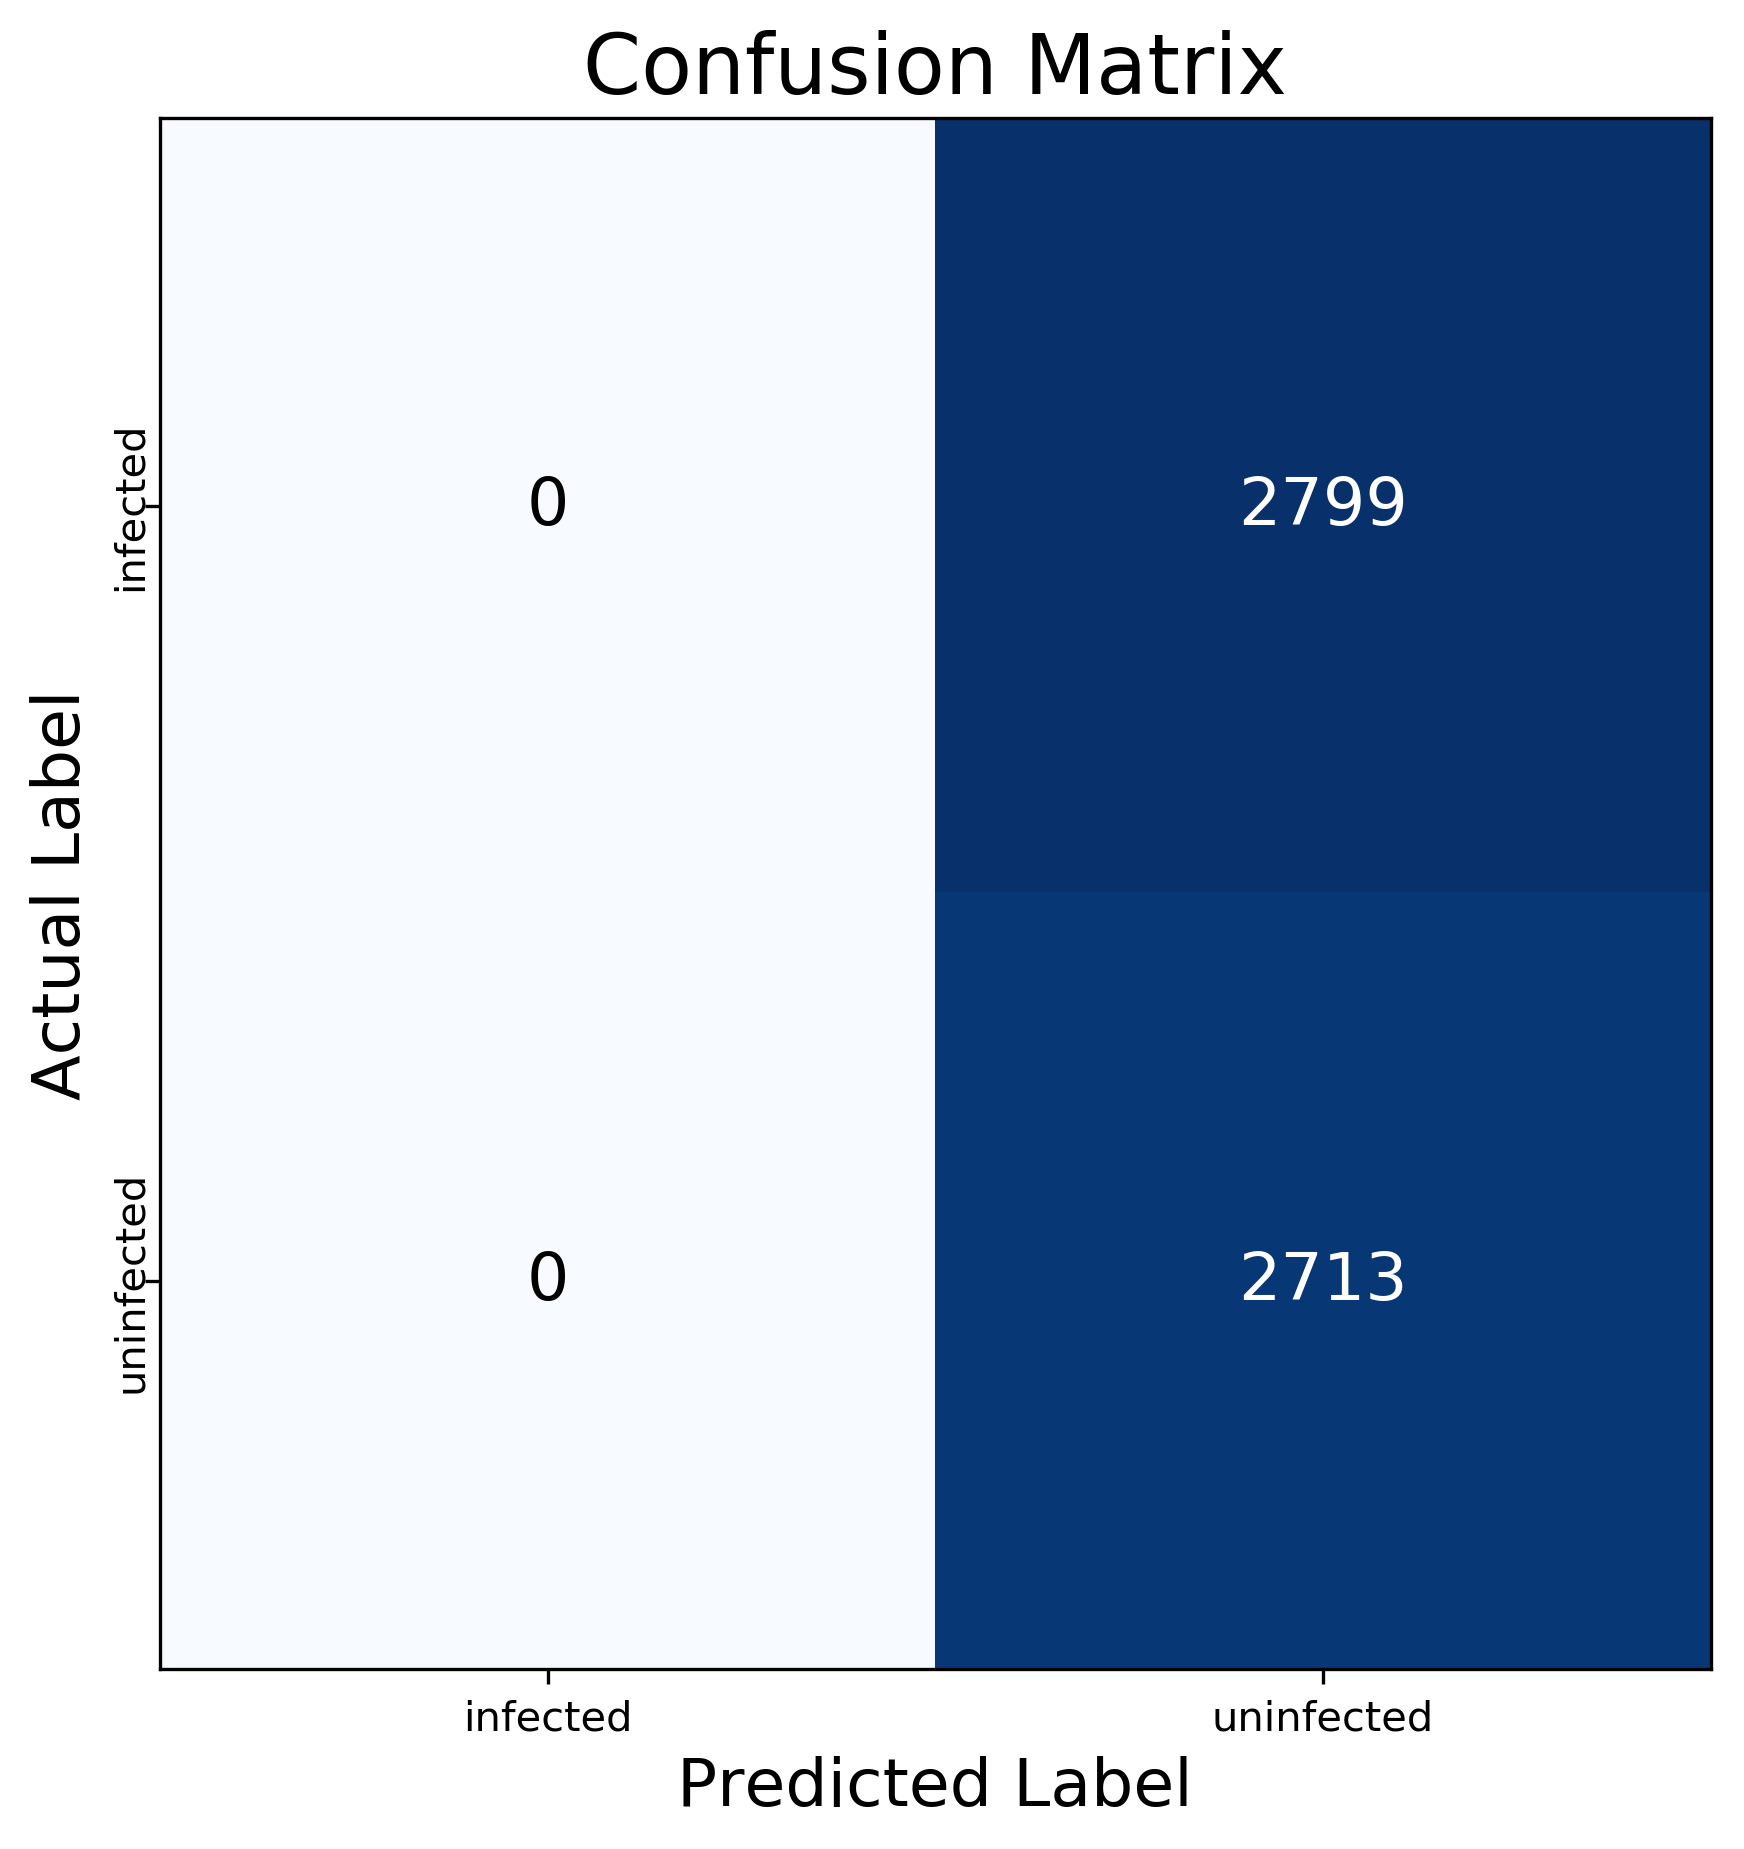 Confusion Matrix
Actual Label
infected
0
2799
uninfected
0
2713
infected
uninfected
Predicted Label